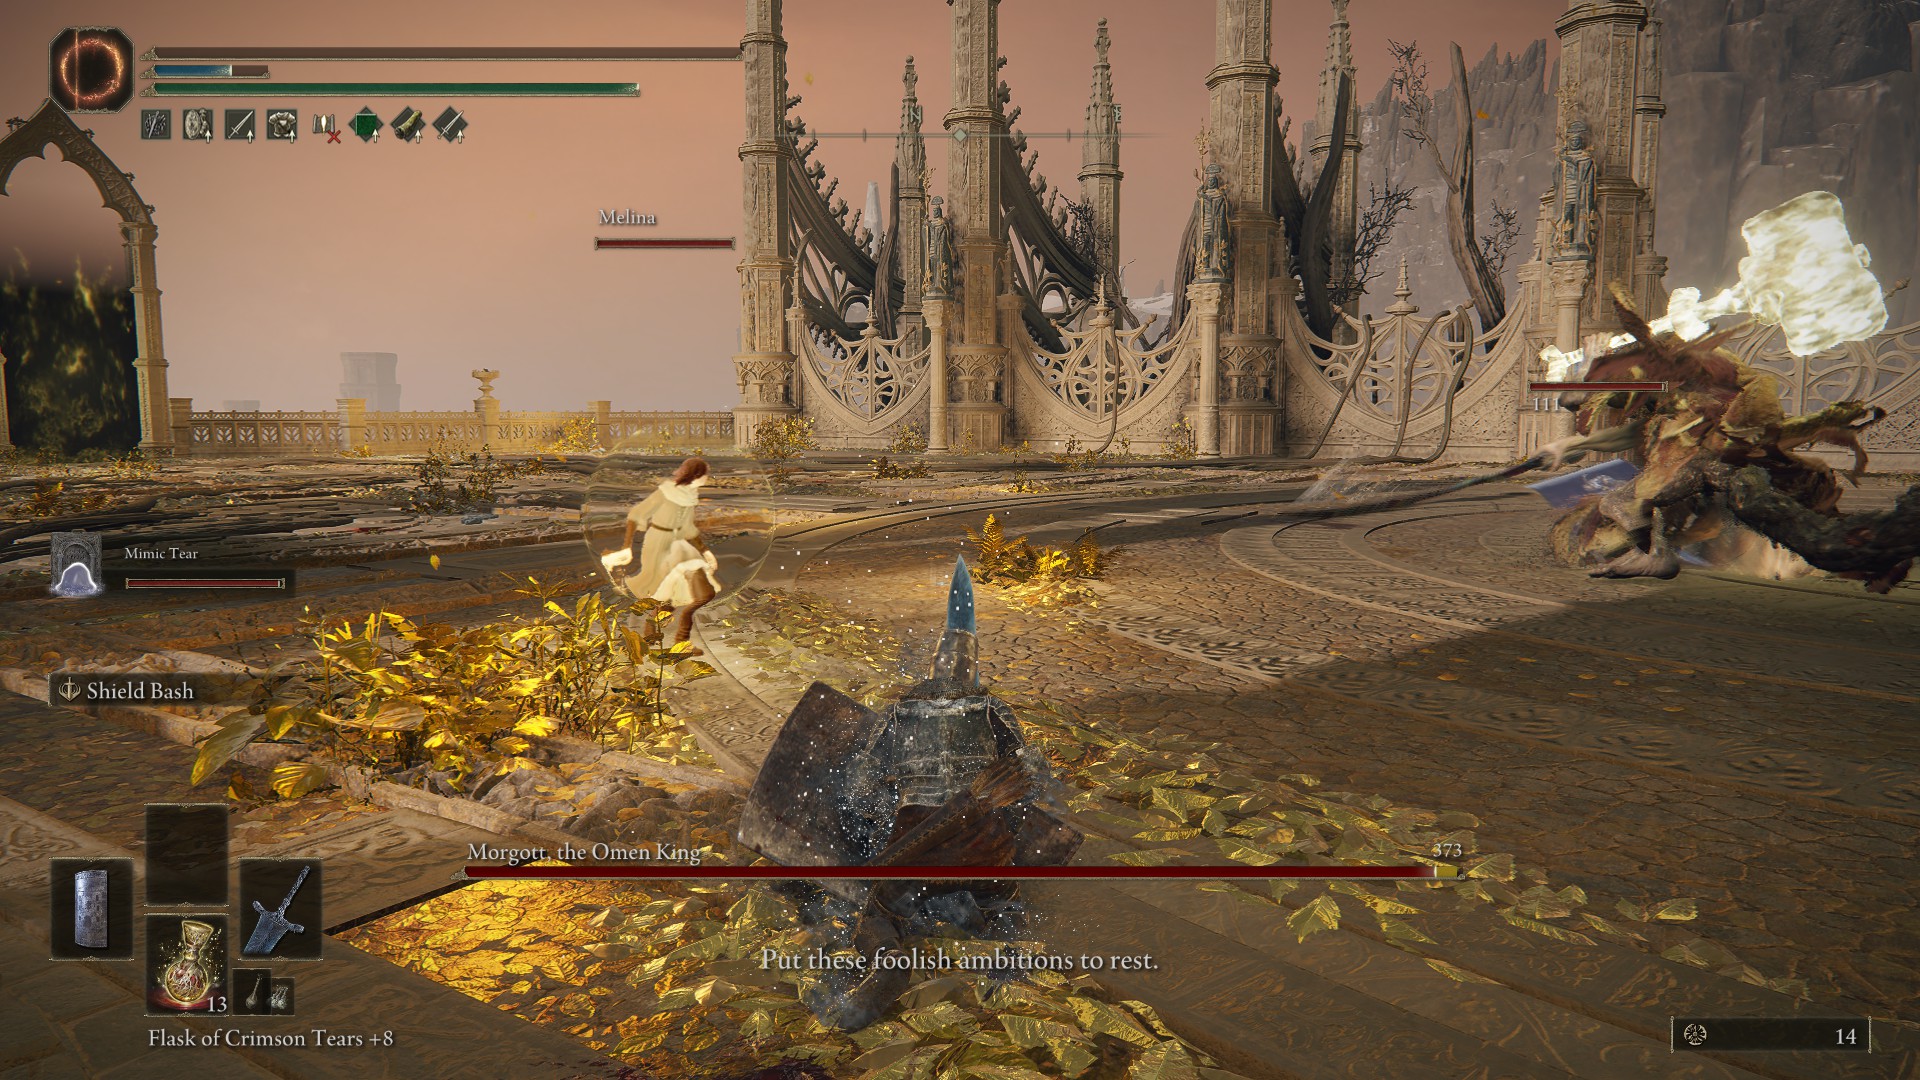 N
E
Melina
111
Mimic Tear
Shield Bash
Morgott, the Omen King
373
Put these foolish ambitions to rest.
13
Flask of Crimson Tears +8
14